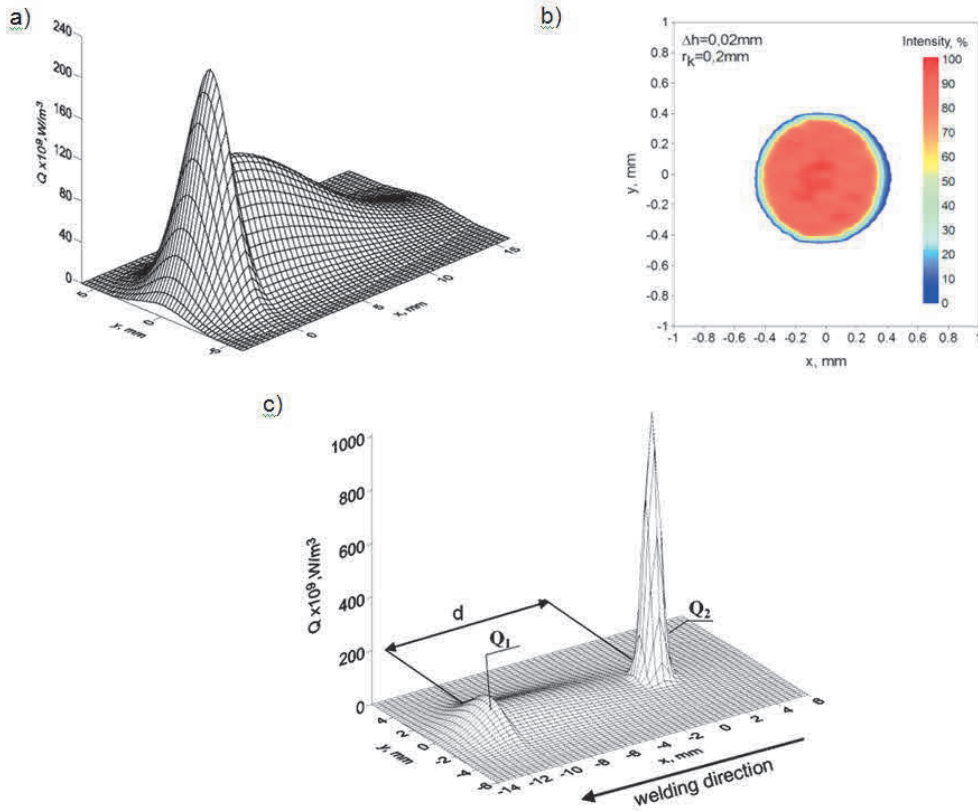 a)
240
200
160
120
80
40
0
Q x10⁹,W/m³
5
0
-5
y, mm
0
5
10
15
x, mm
b)
Δh=0,02mm
rₖ=0,2mm
Intensity, %
100
90
80
70
60
50
40
30
20
10
0
1
0.8
0.6
0.4
0.2
0
-0.2
-0.4
-0.6
-0.8
-1
y, mm
-1 -0.8 -0.6 -0.4 -0.2 0 0.2 0.4 0.6 0.8 1
x, mm
c)
1000
800
600
400
200
0
Q x10⁹,W/m³
d
Q₁
Q₂
4
2
0
y, mm
-14 -12 -10 -8 -6 -4 -2 0 2 4
x, mm
welding direction